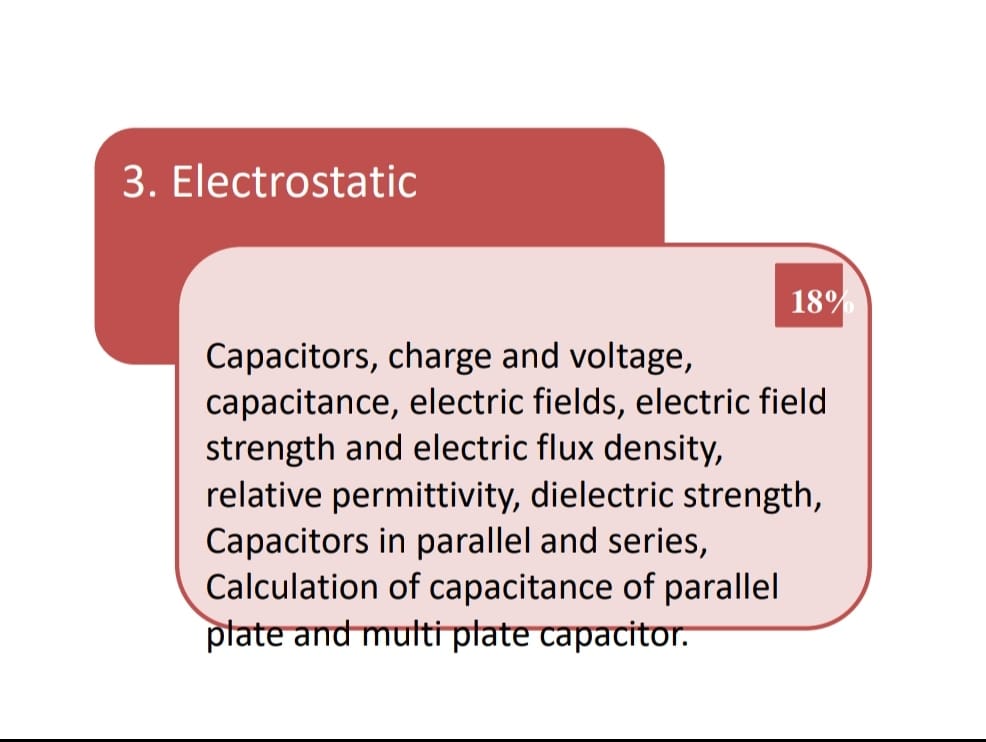 3. Electrostatic
18%
Capacitors, charge and voltage,
capacitance, electric fields, electric field
strength and electric flux density,
relative permittivity, dielectric strength,
Capacitors in parallel and series,
Calculation of capacitance of parallel
plate and multi plate capacitor.